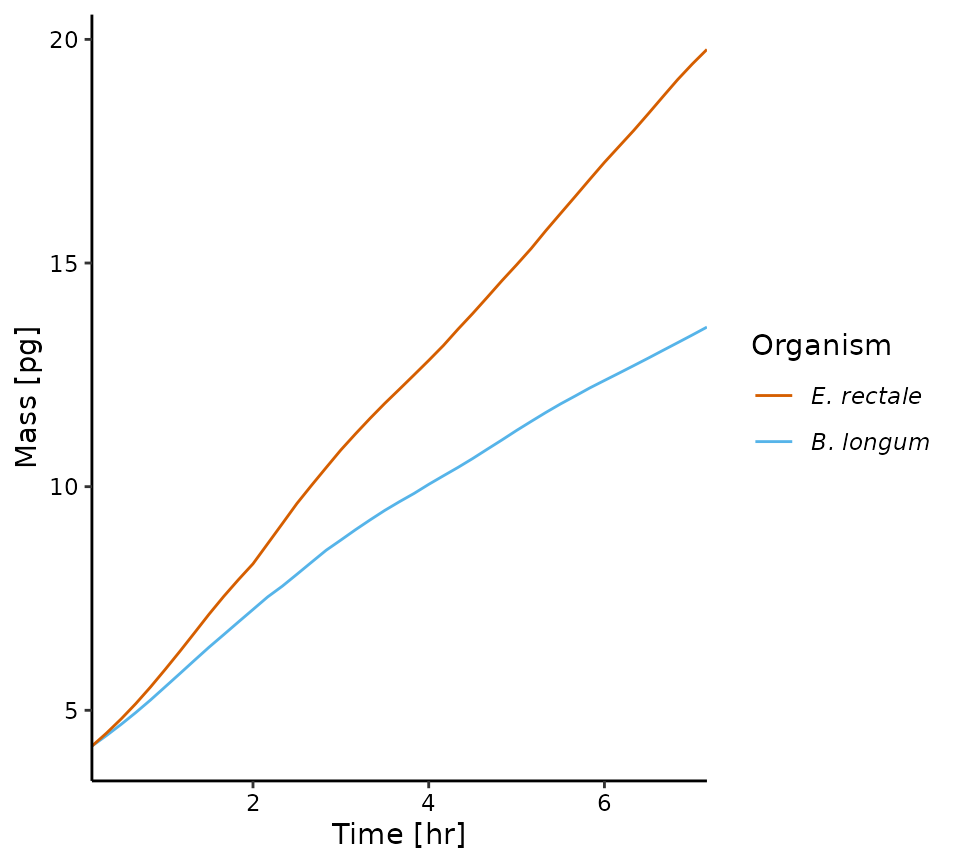 20
15
10
5
Mass [pg]
2 4 6
Time [hr]
Organism
E. rectale
B. longum